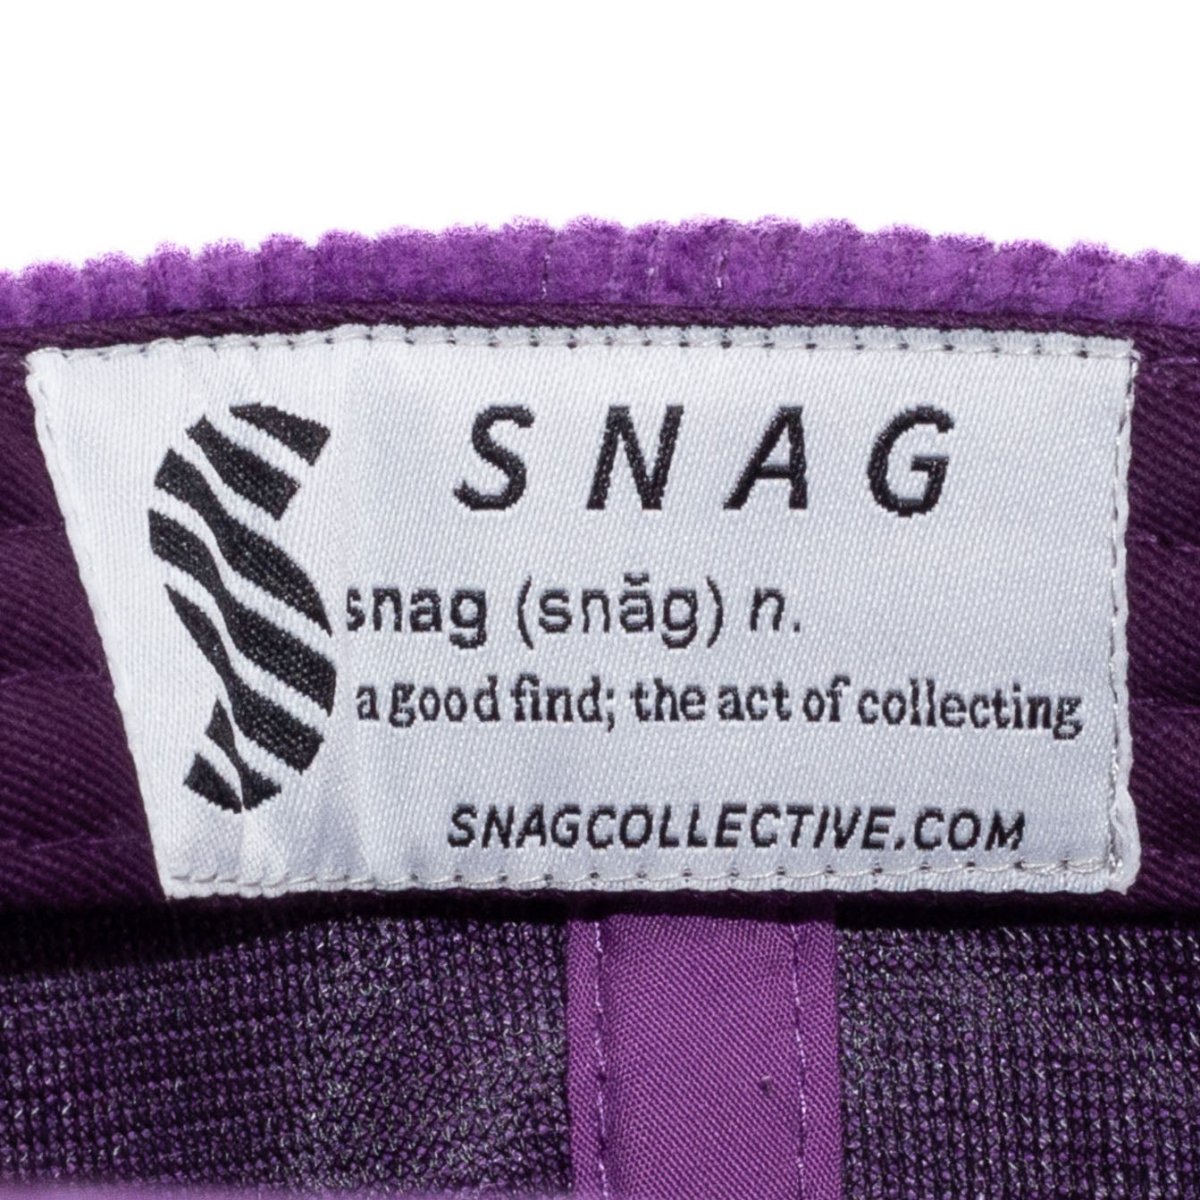 SNAG
snag (snăg) n.
a good find; the act of collecting
SNAGCOLLECTIVE.COM